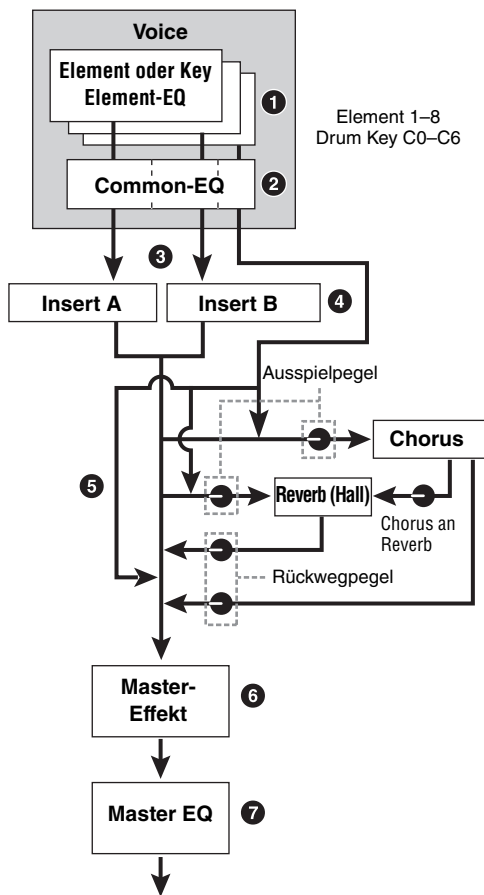 Voice
Element oder Key
Element-EQ
1
Element 1–8
Drum Key C0–C6
Common-EQ
2
3
Insert A
Insert B
4
Ausspielpegel
Chorus
5
Reverb (Hall)
Chorus an
Reverb
Rückwegpegel
Master-
Effekt
6
Master EQ
7